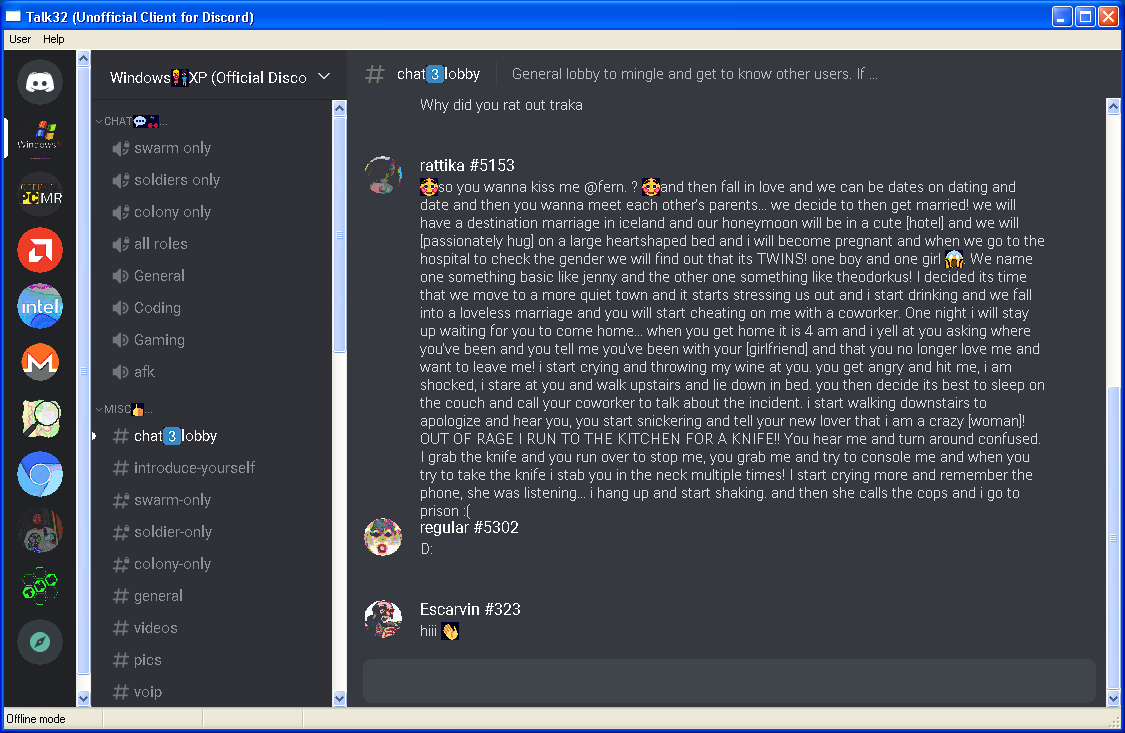 Talk32 (Unofficial Client for Discord)
User Help
Windows XP (Official Disco
# chat 3 lobby
General lobby to mingle and get to know other users. If ...
Windows
PCMR
intel
CHAT ...
swarm only
soldiers only
colony only
all roles
General
Coding
Gaming
afk
MISC ...
# chat 3 lobby
# introduce-yourself
# swarm-only
# soldier-only
# colony-only
# general
# videos
# pics
# voip
Why did you rat out traka
rattika #5153
🥰so you wanna kiss me @fern. ? 🥰and then fall in love and we can be dates on dating and
date and then you wanna meet each other's parents... we decide to then get married! we will
have a destination marriage in iceland and our honeymoon will be in a cute [hotel] and we will
[passionately hug] on a large heartshaped bed and i will become pregnant and when we go to the
hospital to check the gender we will find out that its TWINS! one boy and one girl 😱. We name
one something basic like jenny and the other one something like theodorkus! I decided its time
that we move to a more quiet town and it starts stressing us out and i start drinking and we fall
into a loveless marriage and you will start cheating on me with a coworker. One night i will stay
up waiting for you to come home... when you get home it is 4 am and i yell at you asking where
you've been and you tell me you've been with your [girlfriend] and that you no longer love me and
want to leave me! i start crying and throwing my wine at you. you get angry and hit me, i am
shocked, i stare at you and walk upstairs and lie down in bed. you then decide its best to sleep on
the couch and call your coworker to talk about the incident. i start walking downstairs to
apologize and hear you, you start snickering and tell your new lover that i am a crazy [woman]!
OUT OF RAGE I RUN TO THE KITCHEN FOR A KNIFE!! You hear me and turn around confused.
I grab the knife and you run over to stop me, you grab me and try to console me and when you
try to take the knife i stab you in the neck multiple times! I start crying more and remember the
phone, she was listening... i hang up and start shaking. and then she calls the cops and i go to
prison :(
regular #5302
D:
Escarvin #323
hiii 👋
Offline mode